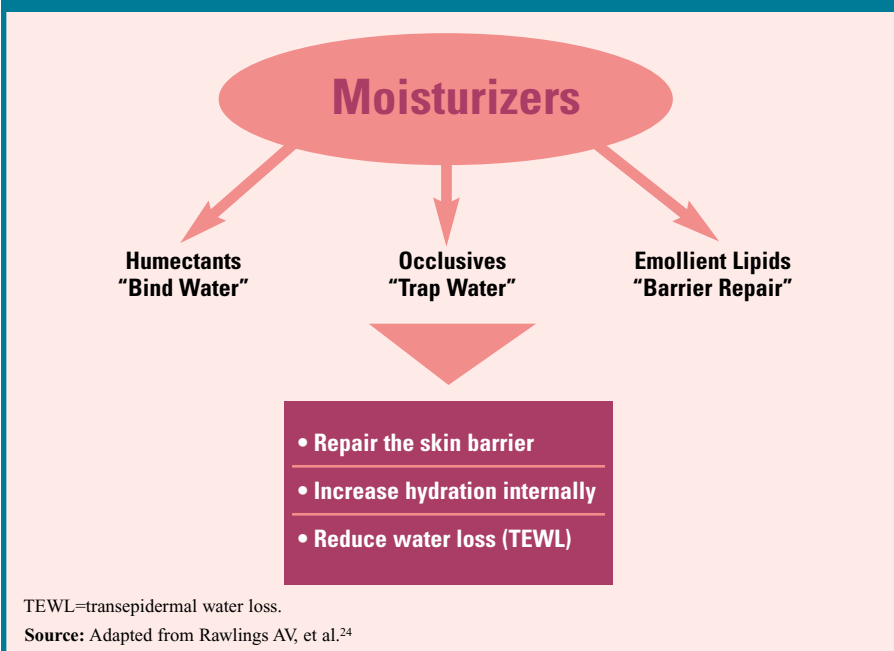 Moisturizers
Humectants
“Bind Water”
Occlusives
“Trap Water”
Emollient Lipids
“Barrier Repair”
• Repair the skin barrier
• Increase hydration internally
• Reduce water loss (TEWL)
TEWL=transepidermal water loss.
Source: Adapted from Rawlings AV, et al.²⁴